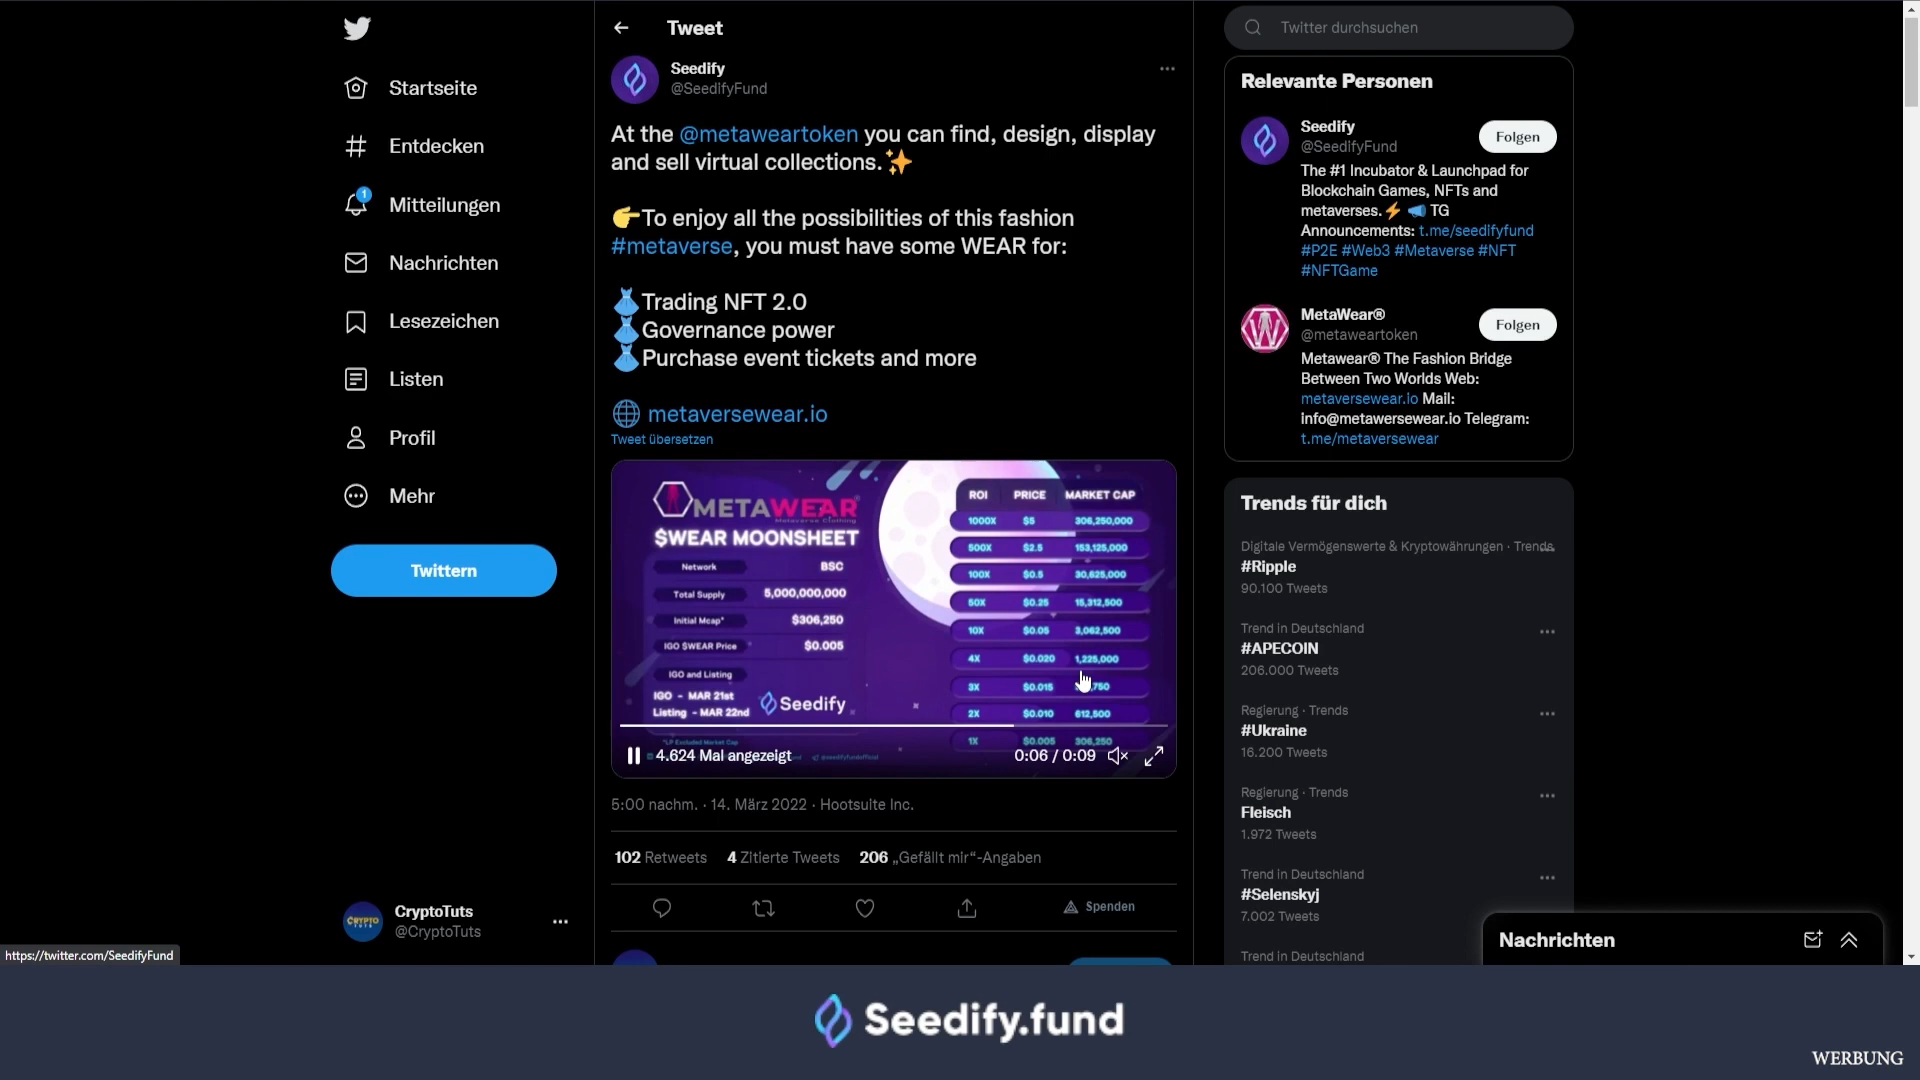 Startseite
Entdecken
1
Mitteilungen
Nachrichten
Lesezeichen
Listen
Profil
Mehr
Twittern
CryptoTuts
@CryptoTuts
https://twitter.com/SeedifyFund
Tweet
Seedify
@SeedifyFund
At the @metaweartoken you can find, design, display
and sell virtual collections.✨
👉To enjoy all the possibilities of this fashion
#metaverse, you must have some WEAR for:
👗Trading NFT 2.0
👗Governance power
👗Purchase event tickets and more
🌐 metaversewear.io
Tweet übersetzen
METAWEAR®
Metaverse Clothing
$WEAR MOONSHEET
Network BSC
Total Supply 5,000,000,000
Initial Mcap* $306,250
IGO $WEAR Price $0.005
IGO and Listing
IGO - MAR 21st
Listing - MAR 22nd
Seedify
*LP Excluded Market Cap
ROI PRICE MARKET CAP
1000X $5 306,250,000
500X $2.5 153,125,000
100X $0.5 30,625,000
50X $0.25 15,312,500
10X $0.05 3,062,500
4X $0.020 1,225,000
3X $0.015 750
2X $0.010 612,500
1X $0.005 306,250
4.624 Mal angezeigt
0:06 / 0:09
5:00 nachm. · 14. März 2022 · Hootsuite Inc.
102 Retweets 4 Zitierte Tweets 206 „Gefällt mir“-Angaben
Spenden
Twitter durchsuchen
Relevante Personen
Seedify
@SeedifyFund
Folgen
The #1 Incubator & Launchpad for
Blockchain Games, NFTs and
metaverses.⚡ 📣 TG
Announcements: t.me/seedifyfund
#P2E #Web3 #Metaverse #NFT
#NFTGame
MetaWear®
@metaweartoken
Folgen
Metawear® The Fashion Bridge
Between Two Worlds Web:
metaversewear.io Mail:
info@metawersewear.io Telegram:
t.me/metaversewear
Trends für dich
Digitale Vermögenswerte & Kryptowährungen · Trends
#Ripple
90.100 Tweets
Trend in Deutschland
#APECOIN
206.000 Tweets
Regierung · Trends
#Ukraine
16.200 Tweets
Regierung · Trends
Fleisch
1.972 Tweets
Trend in Deutschland
#Selenskyj
7.002 Tweets
Trend in Deutschland
Nachrichten
Seedify.fund
WERBUNG